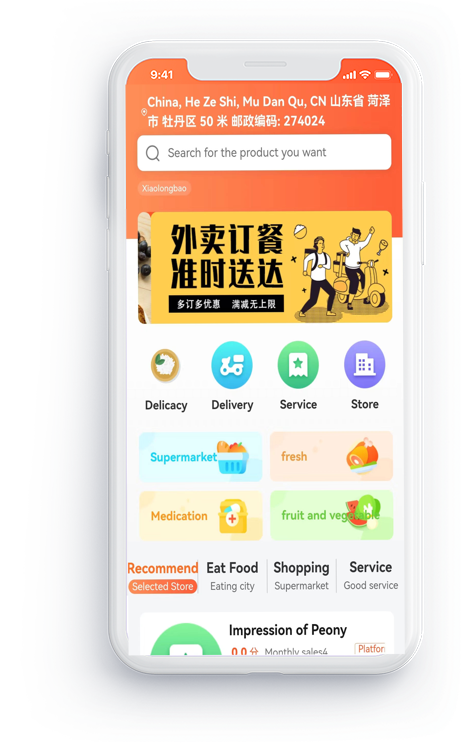 9:41
China, He Ze Shi, Mu Dan Qu, CN 山东省 菏泽
市 牡丹区 50 米 邮政编码: 274024
Search for the product you want
Xiaolongbao
外卖订餐
准时送达
多订多优惠 满减无上限
Delicacy Delivery Service Store
Supermarket fresh
Medication fruit and vegetable
Recommend Eat Food Shopping Service
Selected Store Eating city Supermarket Good service
Impression of Peony
0.0 分 Monthly sales4 Platfor